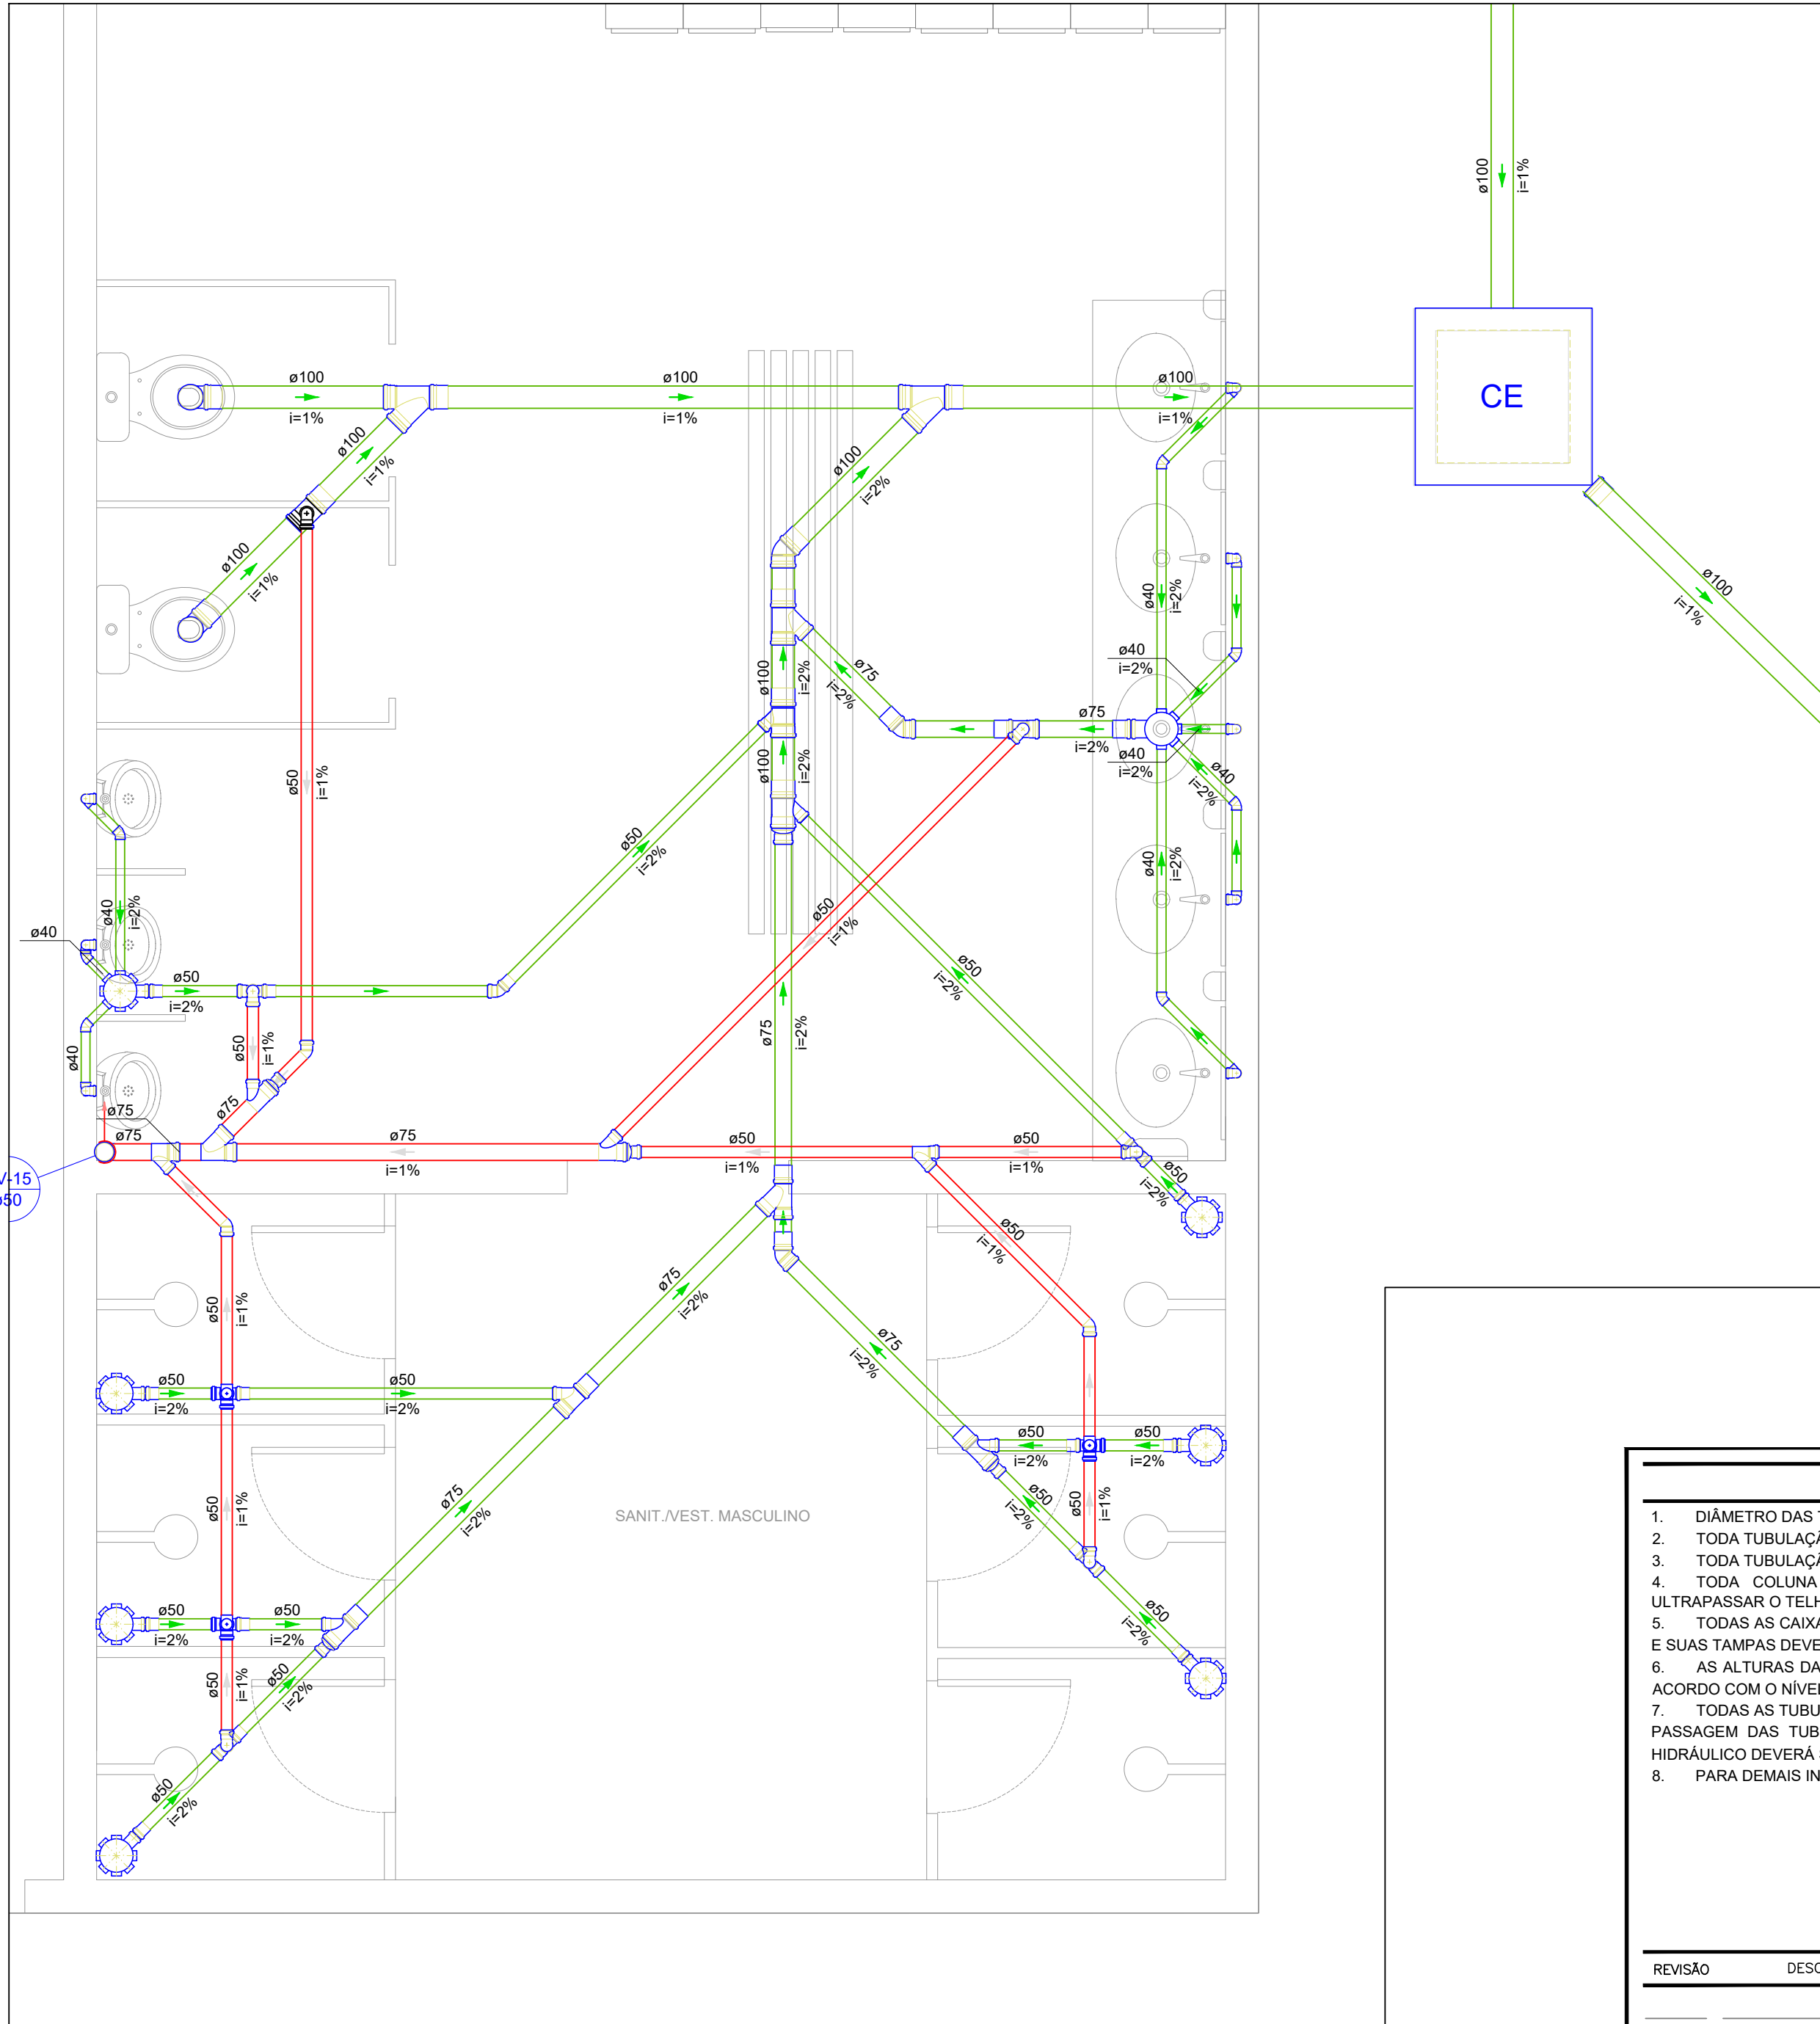 ø100
i=1%
ø100
i=1%
ø100
i=1%
ø100
i=1%
CE
ø100
i=1%
ø100
i=2%
ø100
i=1%
ø100
i=1%
ø40
i=2%
ø40
i=2%
ø75
i=2%
ø100
i=2%
ø75
i=2%
ø40
i=2%
ø40
i=2%
ø100
i=2%
ø50
i=1%
ø50
i=2%
ø40
i=2%
ø40
i=2%
ø40
ø50
i=1%
ø50
i=2%
ø50
i=2%
ø75
i=2%
ø50
i=1%
ø40
ø75
ø75
ø75
ø75
i=1%
ø50
i=1%
ø50
i=1%
ø50
i=2%
-15
50
ø50
i=1%
ø75
i=2%
ø50
i=1%
ø75
i=2%
ø50
i=2%
ø50
i=2%
ø50
i=2%
ø50
i=2%
ø75
i=2%
ø50
i=2%
ø50
i=1%
ø50
i=1%
SANIT./VEST. MASCULINO
ø50
i=2%
ø50
i=2%
ø50
i=2%
ø50
i=1%
ø50
i=2%
ø50
i=2%
1. DIÂMETRO DAS
2. TODA TUBULAÇÃ
3. TODA TUBULAÇÃ
4. TODA COLUNA
ULTRAPASSAR O TELH
5. TODAS AS CAIXA
E SUAS TAMPAS DEVE
6. AS ALTURAS DA
ACORDO COM O NÍVE
7. TODAS AS TUBU
PASSAGEM DAS TUB
HIDRÁULICO DEVERÁ
8. PARA DEMAIS IN
REVISÃO DESC